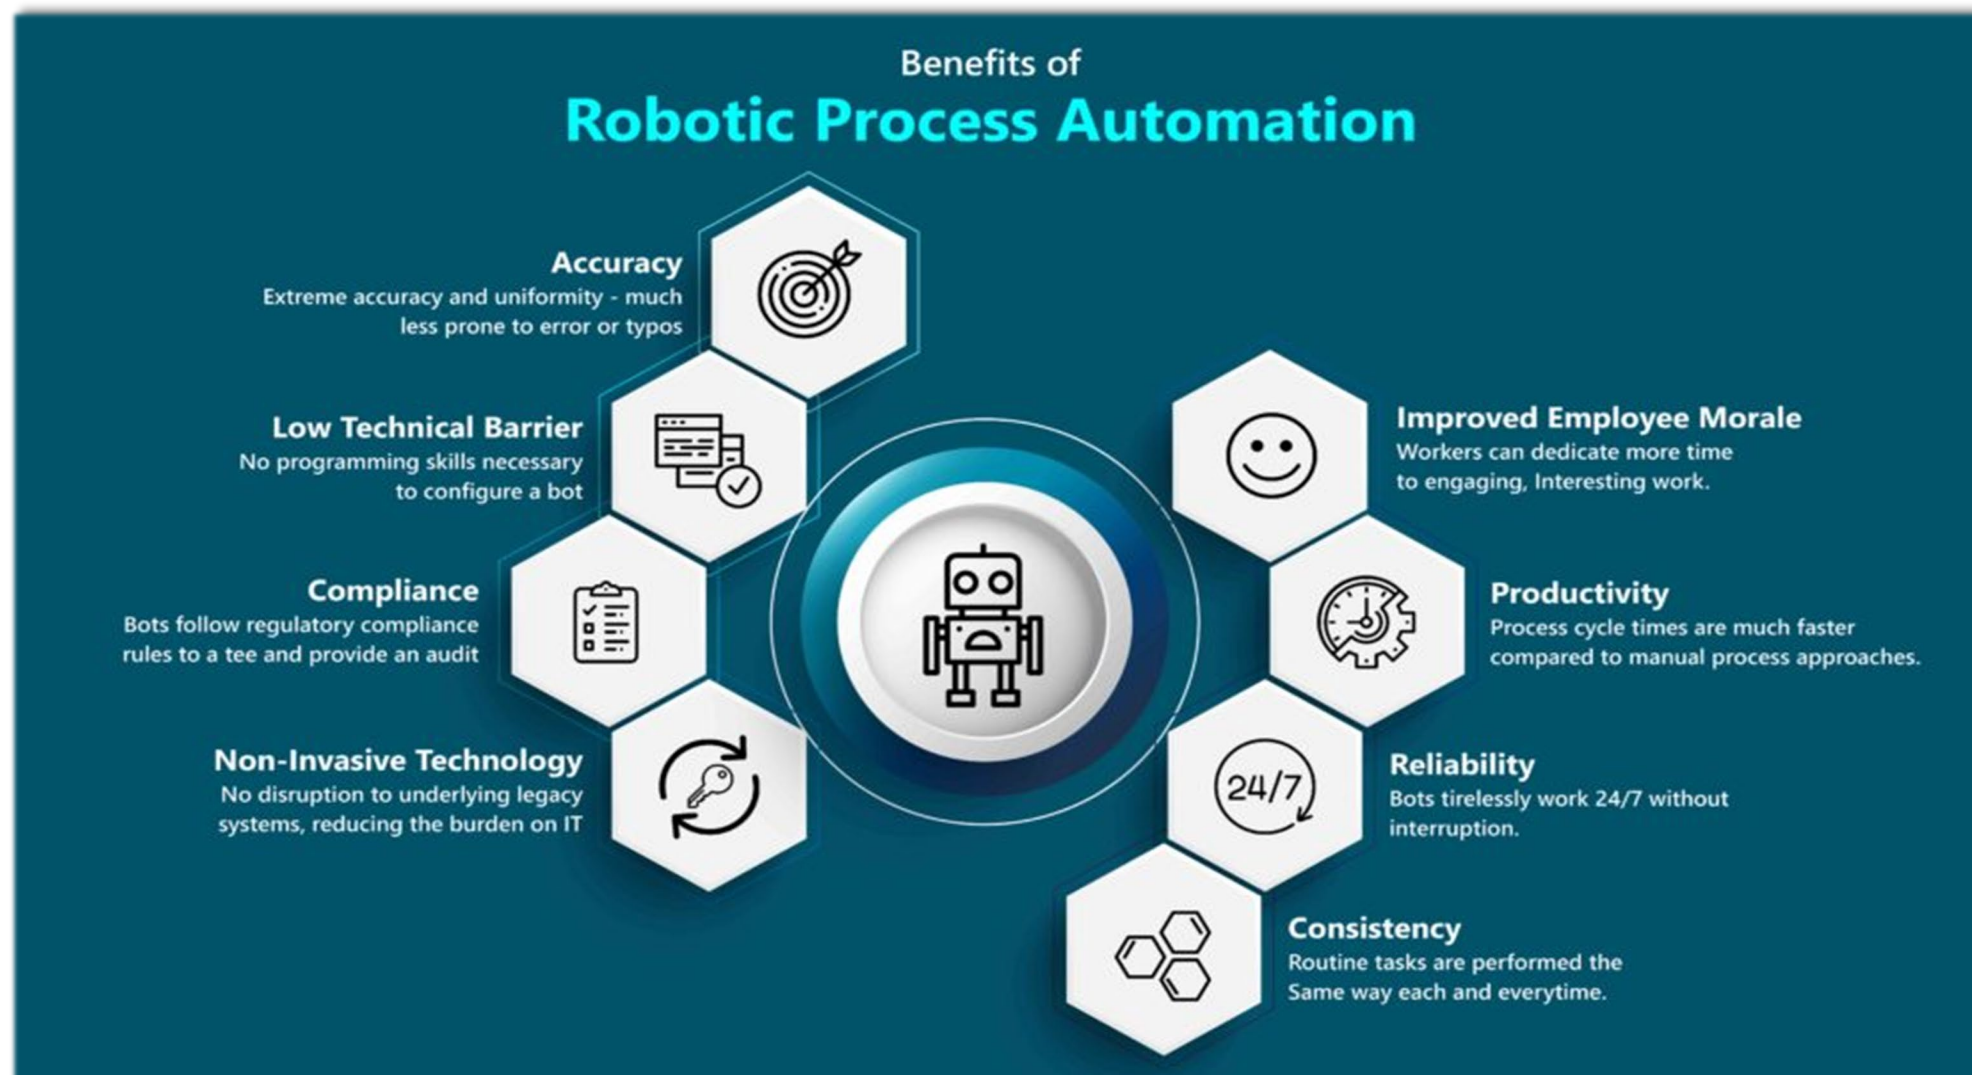 Benefits of
Robotic Process Automation
Accuracy
Extreme accuracy and uniformity - much
less prone to error or typos
Low Technical Barrier
No programming skills necessary
to configure a bot
Compliance
Bots follow regulatory compliance
rules to a tee and provide an audit
Non-Invasive Technology
No disruption to underlying legacy
systems, reducing the burden on IT
Improved Employee Morale
Workers can dedicate more time
to engaging, Interesting work.
Productivity
Process cycle times are much faster
compared to manual process approaches.
24/7
Reliability
Bots tirelessly work 24/7 without
interruption.
Consistency
Routine tasks are performed the
Same way each and everytime.